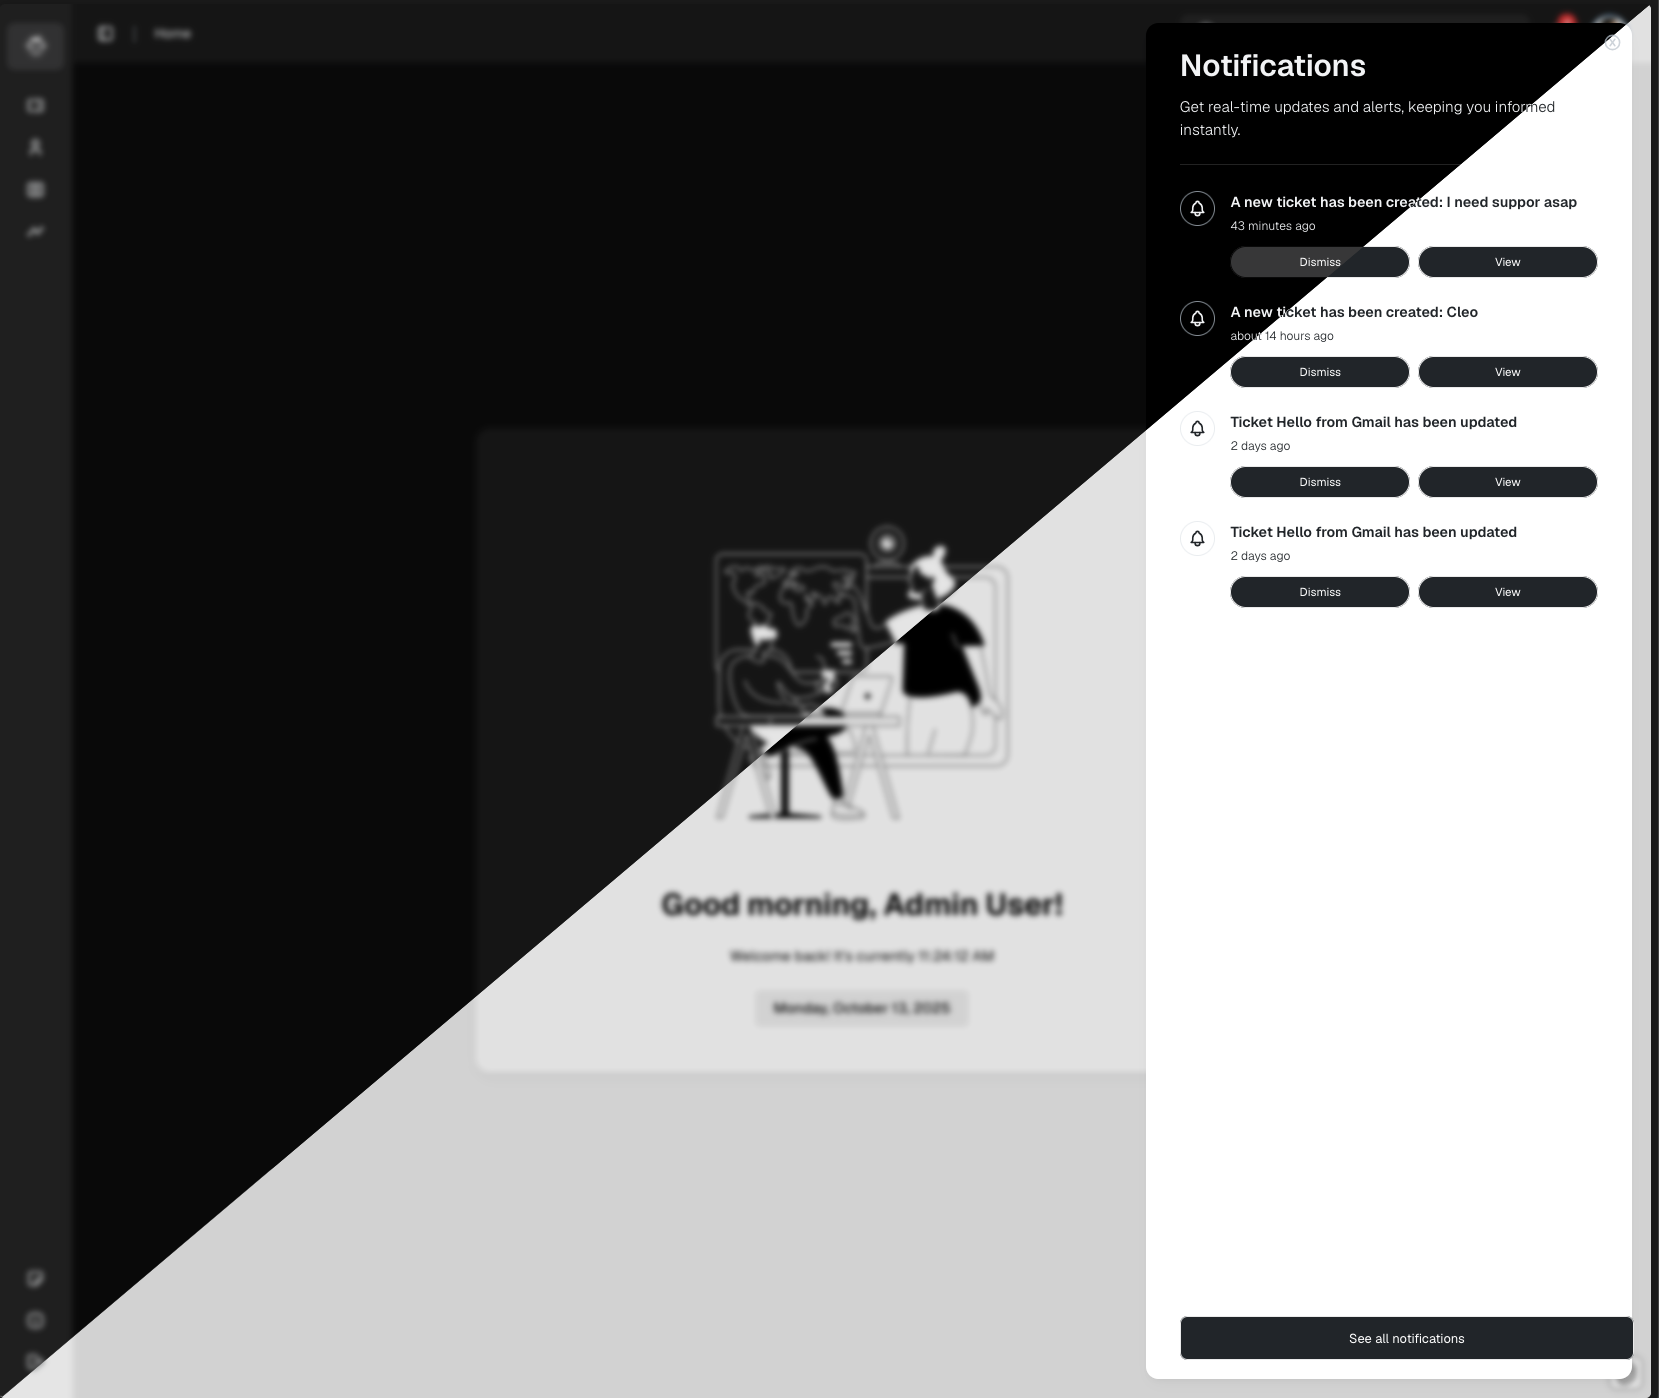 Home
Notifications
Get real-time updates and alerts, keeping you informed
instantly.
A new ticket has been created: I need suppor asap
43 minutes ago
Dismiss View
A new ticket has been created: Cleo
about 14 hours ago
Dismiss View
Ticket Hello from Gmail has been updated
2 days ago
Dismiss View
Ticket Hello from Gmail has been updated
2 days ago
Dismiss View
Good morning, Admin User!
Welcome back! It's currently 11:24:12 AM
Monday, October 13, 2025
See all notifications